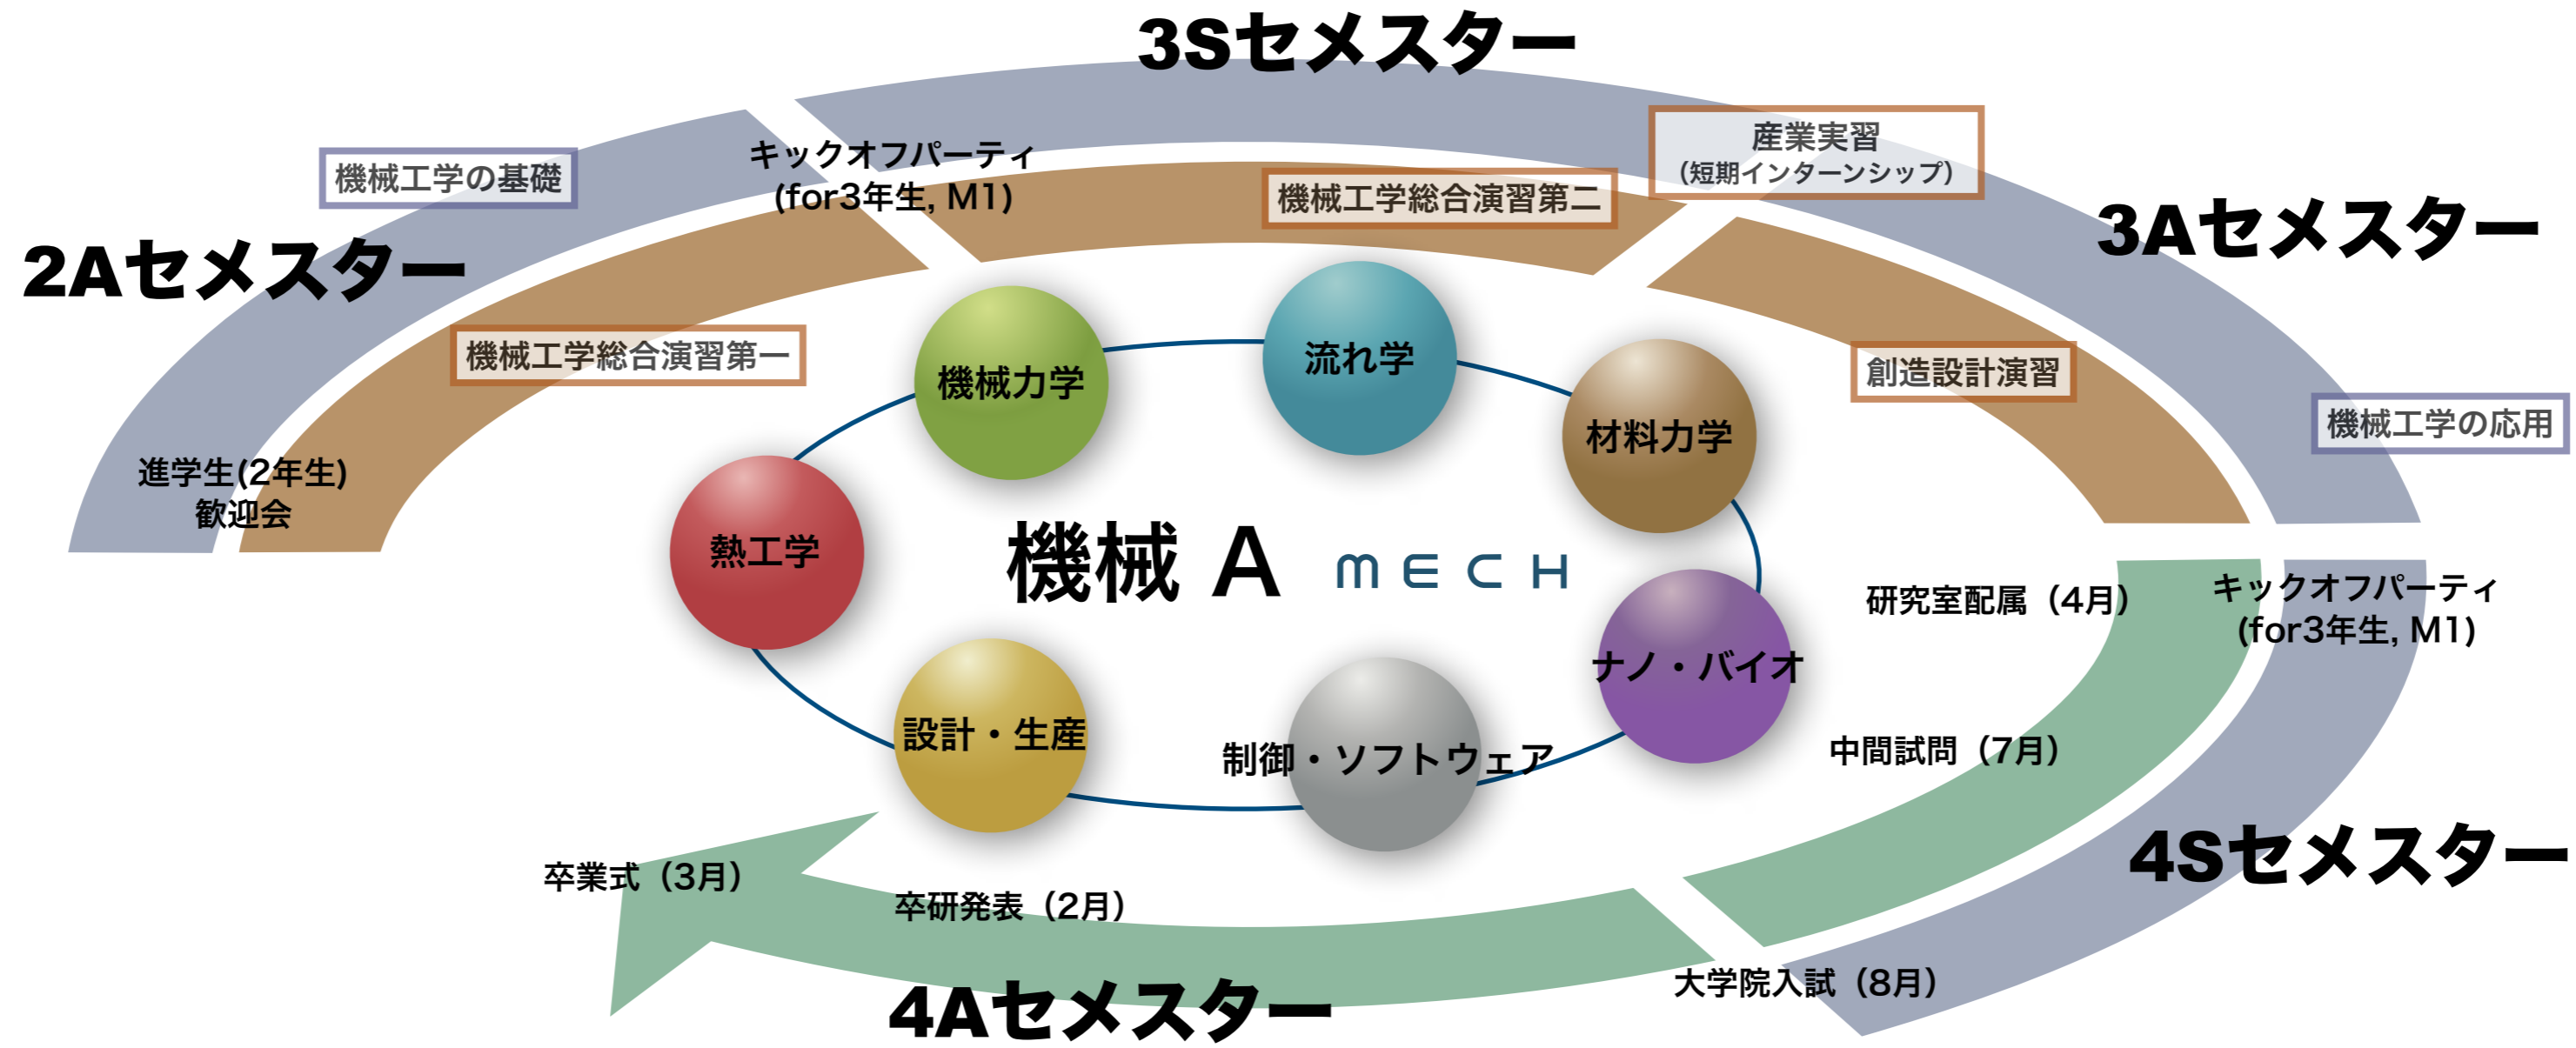 3Sセメスター
機械工学の基礎
キックオフパーティ
(for3年生, M1)
機械工学総合演習第二
産業実習
（短期インターンシップ）
3Aセメスター
2Aセメスター
機械工学総合演習第一
創造設計演習
機械工学の応用
進学生(2年生)
歓迎会
機械力学
流れ学
材料力学
熱工学
機械 A MECH
ナノ・バイオ
設計・生産
制御・ソフトウェア
研究室配属（4月）
キックオフパーティ
(for3年生, M1)
中間試問（7月）
4Sセメスター
卒業式（3月）
卒研発表（2月）
大学院入試（8月）
4Aセメスター